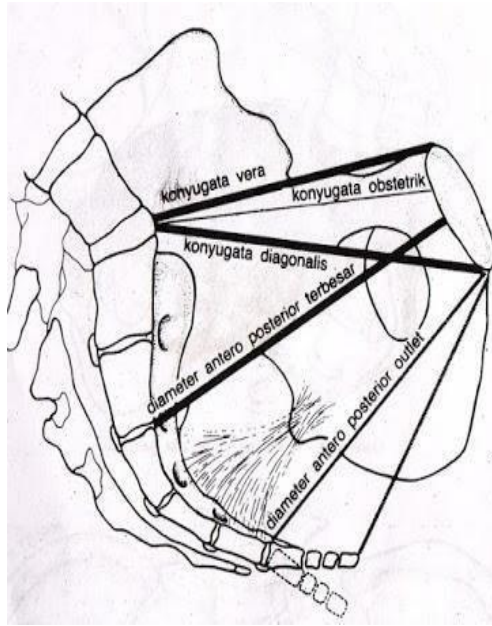 konyugata vera
konyugata obstetrik
konyugata diagonalis
diameter antero posterior terbesar
diameter antero posterior outlet